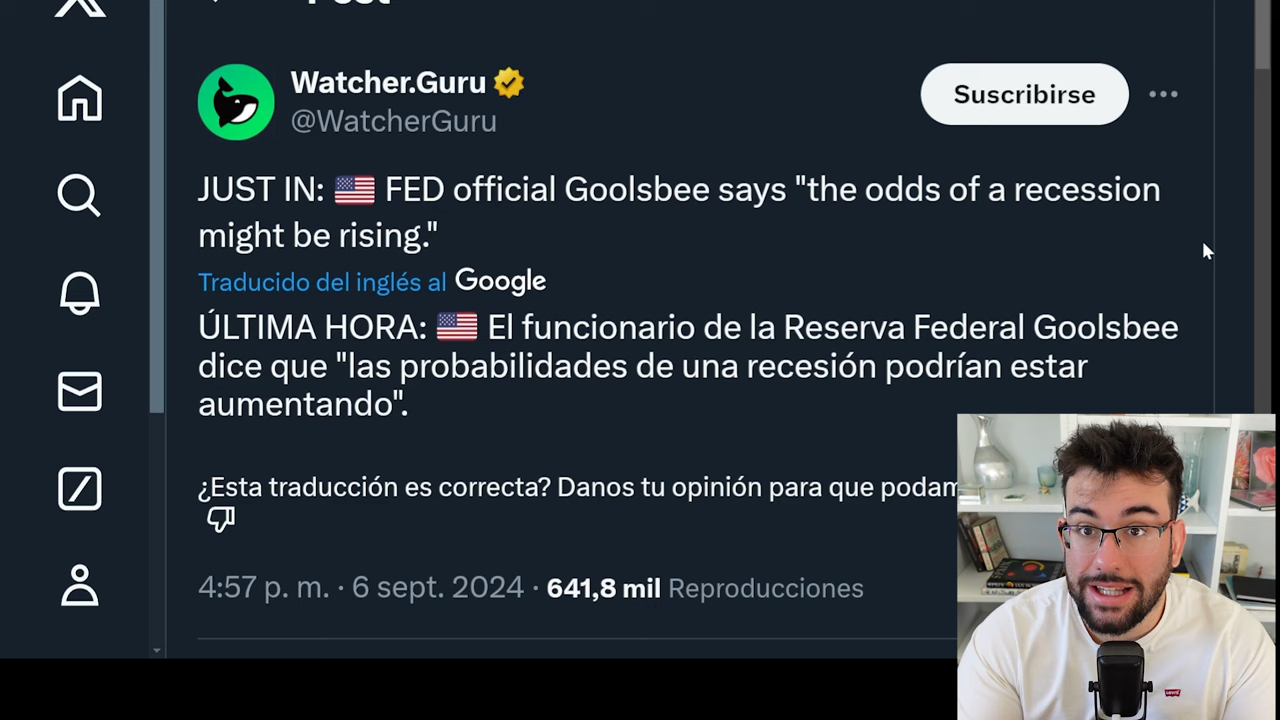 Watcher.Guru
@WatcherGuru
Suscribirse
JUST IN: 🇺🇸 FED official Goolsbee says "the odds of a recession
might be rising."
Traducido del inglés al Google
ÚLTIMA HORA: 🇺🇸 El funcionario de la Reserva Federal Goolsbee
dice que "las probabilidades de una recesión podrían estar
aumentando".
¿Esta traducción es correcta? Danos tu opinión para que podam
4:57 p. m. · 6 sept. 2024 · 641,8 mil Reproducciones
Levi's